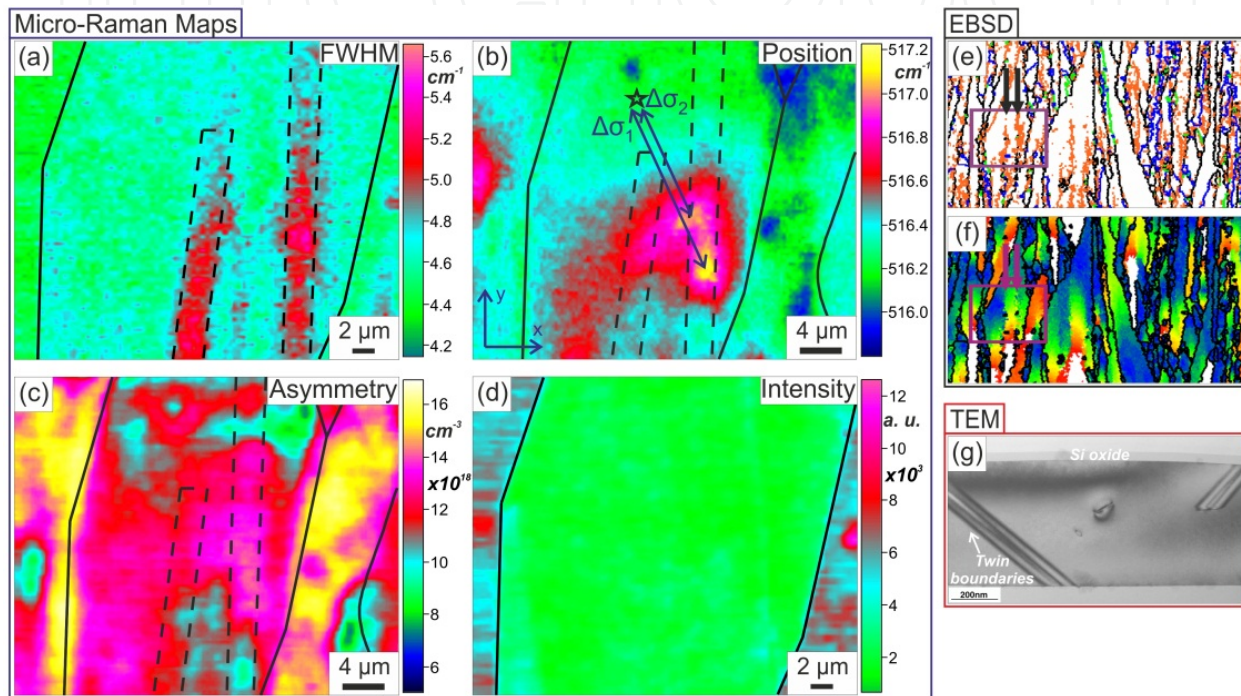 Micro-Raman Maps
(a)
FWHM
5.6
cm⁻¹
5.4
5.2
5.0
4.8
4.6
4.4
4.2
2 µm
(b)
Position
Δσ₁
Δσ₂
y
x
517.2
cm⁻¹
517.0
516.8
516.6
516.4
516.2
516.0
4 µm
(c)
Asymmetry
16
cm⁻³
14
x10¹⁸
12
10
8
6
4 µm
(d)
Intensity
12
a. u.
10
x10³
8
6
4
2
2 µm
EBSD
(e)
(f)
TEM
(g)
Si oxide
Twin
boundaries
200nm